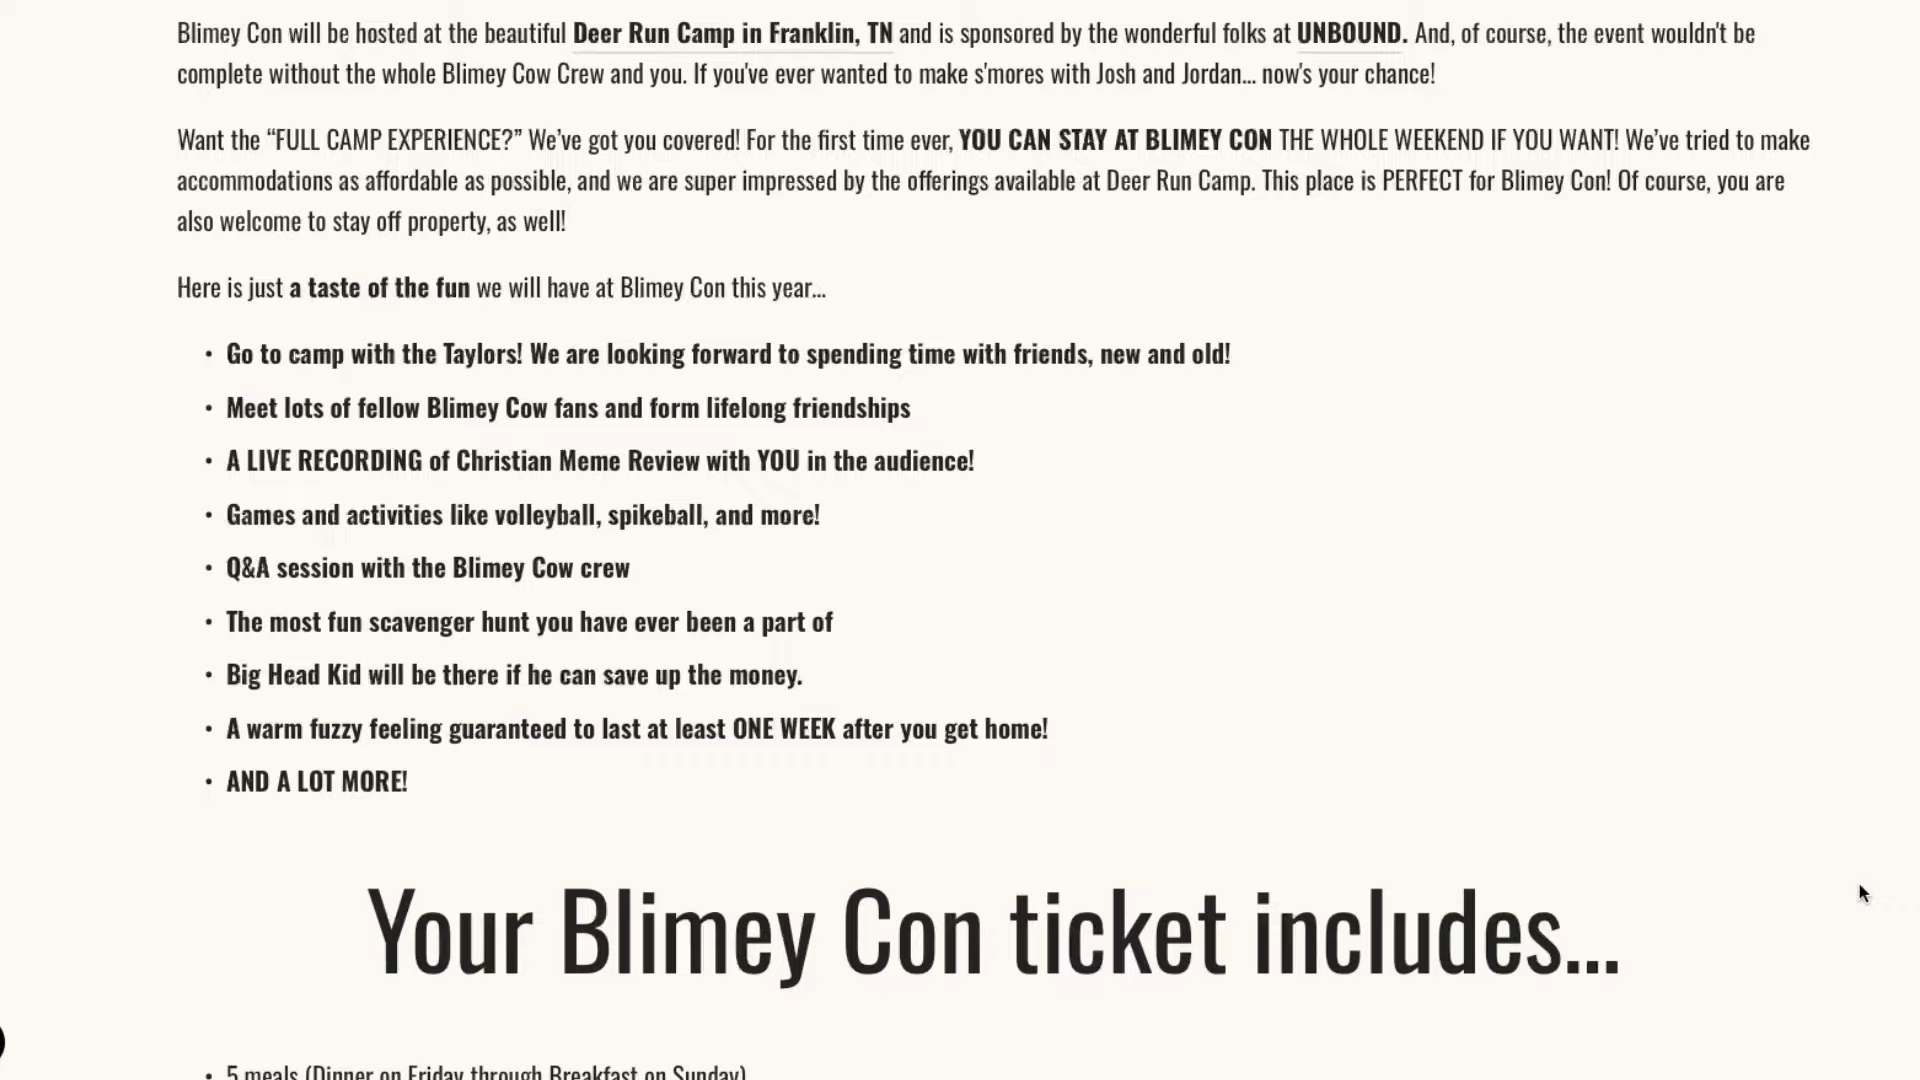 Blimey Con will be hosted at the beautiful Deer Run Camp in Franklin, TN and is sponsored by the wonderful folks at UNBOUND. And, of course, the event wouldn't be
complete without the whole Blimey Cow Crew and you. If you've ever wanted to make s'mores with Josh and Jordan... now's your chance!
Want the “FULL CAMP EXPERIENCE?” We’ve got you covered! For the first time ever, YOU CAN STAY AT BLIMEY CON THE WHOLE WEEKEND IF YOU WANT! We’ve tried to make
accommodations as affordable as possible, and we are super impressed by the offerings available at Deer Run Camp. This place is PERFECT for Blimey Con! Of course, you are
also welcome to stay off property, as well!
Here is just a taste of the fun we will have at Blimey Con this year...
• Go to camp with the Taylors! We are looking forward to spending time with friends, new and old!
• Meet lots of fellow Blimey Cow fans and form lifelong friendships
• A LIVE RECORDING of Christian Meme Review with YOU in the audience!
• Games and activities like volleyball, spikeball, and more!
• Q&A session with the Blimey Cow crew
• The most fun scavenger hunt you have ever been a part of
• Big Head Kid will be there if he can save up the money.
• A warm fuzzy feeling guaranteed to last at least ONE WEEK after you get home!
• AND A LOT MORE!
Your Blimey Con ticket includes...
• 5 meals (Dinner on Friday through Breakfast on Sunday)